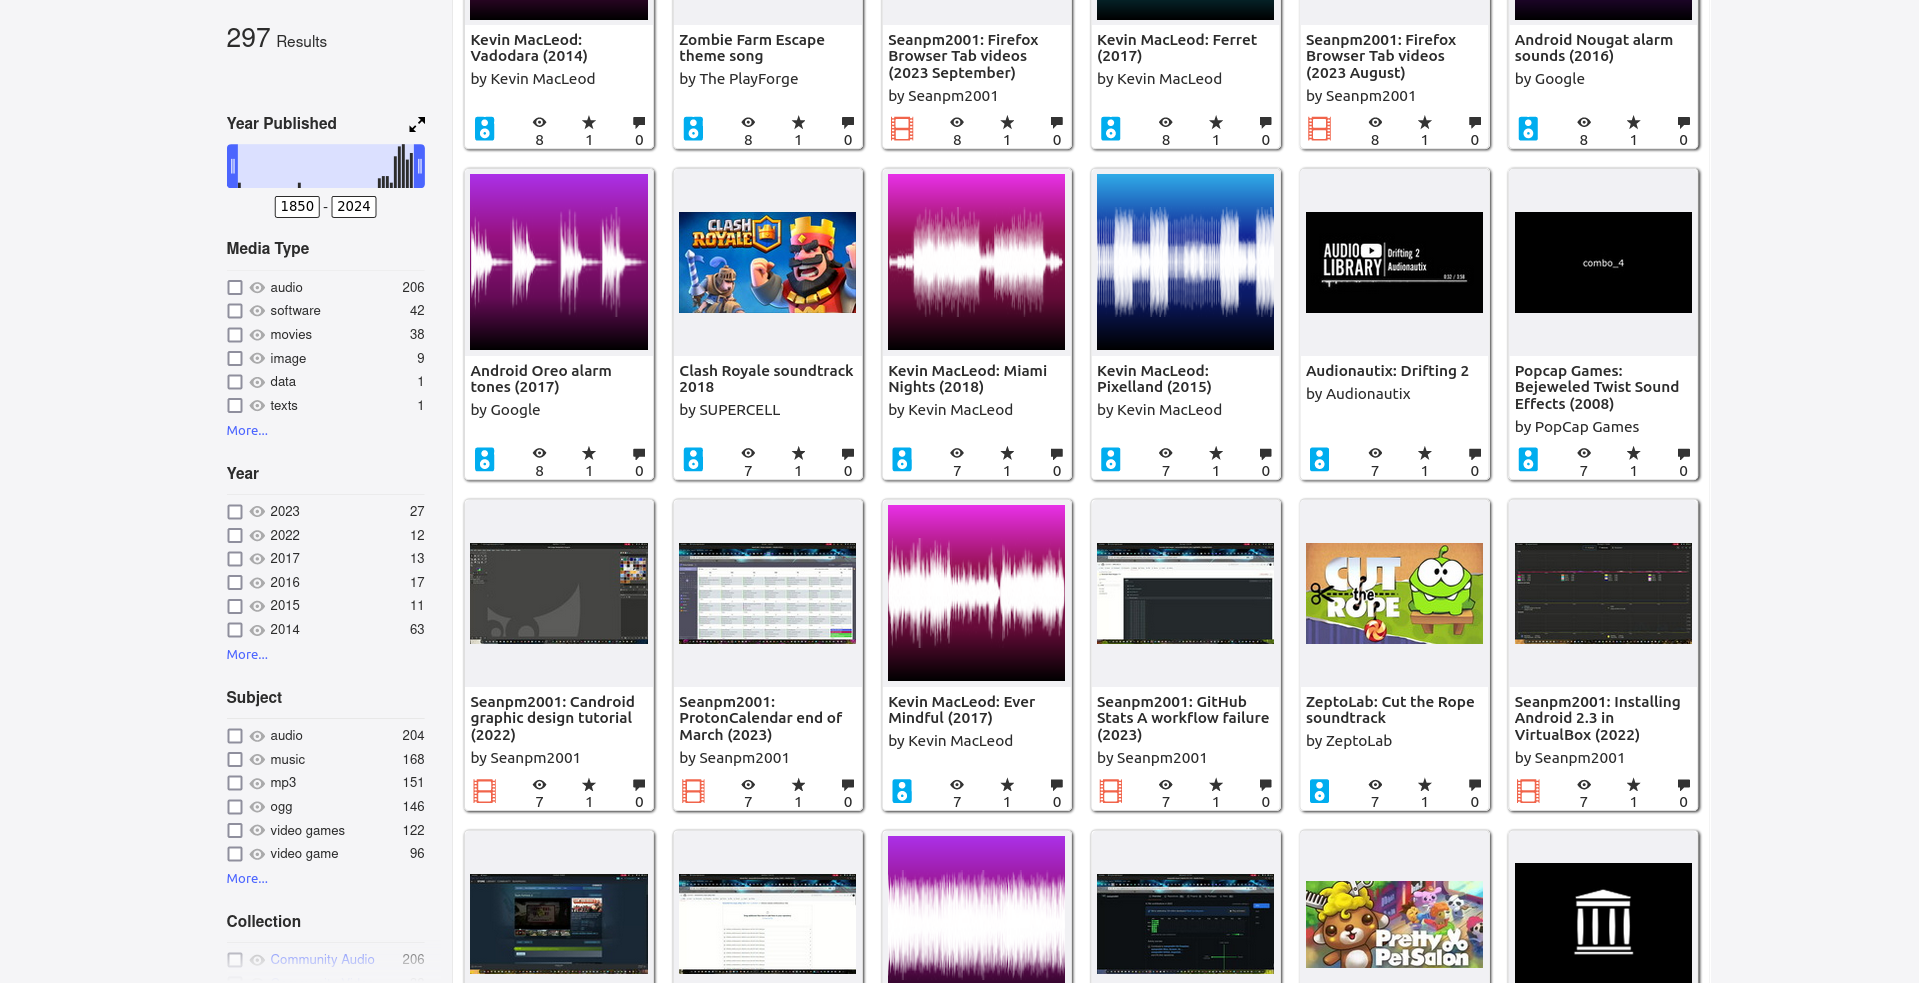 297 Results
Year Published
1850 - 2024
Media Type
audio 206
software 42
movies 38
image 9
data 1
texts 1
More...
Year
2023 27
2022 12
2017 13
2016 17
2015 11
2014 63
More...
Subject
audio 204
music 168
mp3 151
ogg 146
video games 122
video game 96
More...
Collection
Community Audio 206
Kevin MacLeod:
Vadodara (2014)
by Kevin MacLeod
8 1 0
Zombie Farm Escape
theme song
by The PlayForge
8 1 0
Seanpm2001: Firefox
Browser Tab videos
(2023 September)
by Seanpm2001
8 1 0
Kevin MacLeod: Ferret
(2017)
by Kevin MacLeod
8 1 0
Seanpm2001: Firefox
Browser Tab videos
(2023 August)
by Seanpm2001
8 1 0
Android Nougat alarm
sounds (2016)
by Google
8 1 0
Android Oreo alarm
tones (2017)
by Google
8 1 0
CLASH
ROYALE
Clash Royale soundtrack
2018
by SUPERCELL
7 1 0
Kevin MacLeod: Miami
Nights (2018)
by Kevin MacLeod
7 1 0
Kevin MacLeod:
Pixelland (2015)
by Kevin MacLeod
7 1 0
AUDIO
LIBRARY
Drifting 2
Audionautix
Audionautix: Drifting 2
by Audionautix
7 1 0
combo_4
Popcap Games:
Bejeweled Twist Sound
Effects (2008)
by PopCap Games
7 1 0
Seanpm2001: Candroid
graphic design tutorial
(2022)
by Seanpm2001
7 1 0
Seanpm2001:
ProtonCalendar end of
March (2023)
by Seanpm2001
7 1 0
Kevin MacLeod: Ever
Mindful (2017)
by Kevin MacLeod
7 1 0
Seanpm2001: GitHub
Stats A workflow failure
(2023)
by Seanpm2001
7 1 0
CUT
the
ROPE
ZeptoLab: Cut the Rope
soundtrack
by ZeptoLab
7 1 0
Seanpm2001: Installing
Android 2.3 in
VirtualBox (2022)
by Seanpm2001
7 1 0
Pretty
Pet Salon